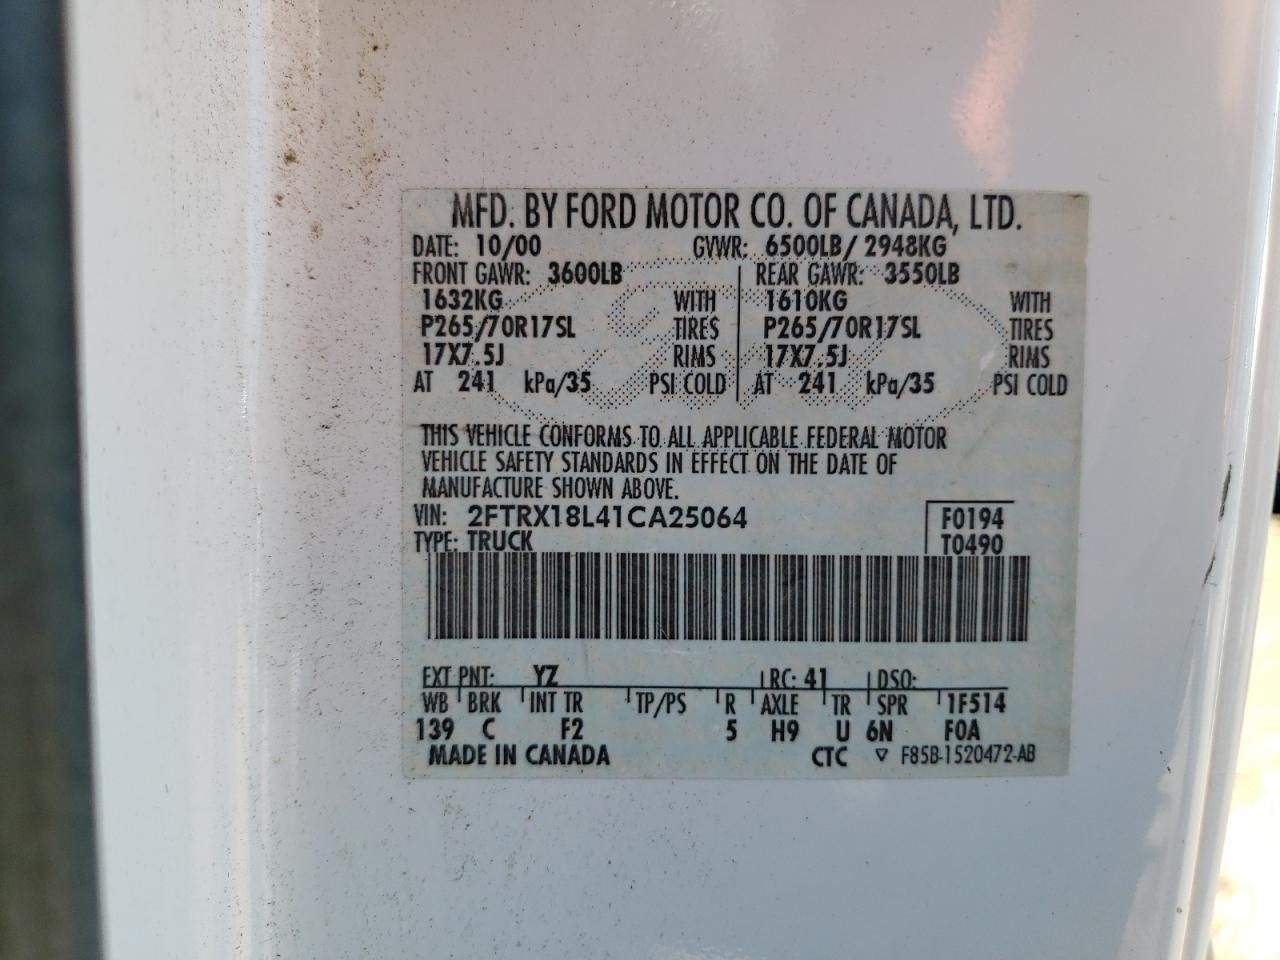 MFD. BY FORD MOTOR CO. OF CANADA, LTD.
DATE: 10/00 GVWR: 6500LB/ 2948KG
FRONT GAWR: 3600LB REAR GAWR: 3550LB
1632KG WITH 1610KG WITH
P265/70R17SL TIRES P265/70R17SL TIRES
17X7.5J RIMS 17X7.5J RIMS
AT 241 kPa/35 PSI COLD AT 241 kPa/35 PSI COLD
THIS VEHICLE CONFORMS TO ALL APPLICABLE FEDERAL MOTOR
VEHICLE SAFETY STANDARDS IN EFFECT ON THE DATE OF
MANUFACTURE SHOWN ABOVE.
VIN: 2FTRX18L41CA25064 F0194
TYPE: TRUCK T0490
EXT PNT: YZ RC: 41 DSO:
WB BRK INT TR TP/PS R AXLE TR SPR 1F514
139 C F2 5 H9 U 6N F0A
MADE IN CANADA CTC ▽ F85B-1520472-AB